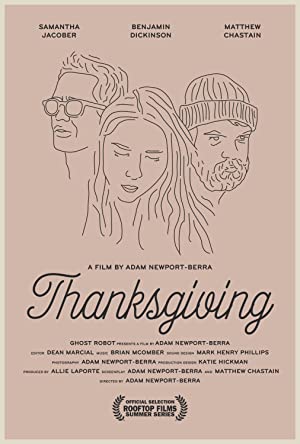 SAMANTHA JACOBER
BENJAMIN DICKINSON
MATTHEW CHASTAIN
A FILM BY ADAM NEWPORT-BERRA
Thanksgiving
GHOST ROBOT PRESENTS A FILM BY ADAM NEWPORT-BERRA
EDITOR DEAN MARCIAL MUSIC BRIAN MCOMBER SOUND DESIGN MARK HENRY PHILLIPS
PHOTOGRAPHY ADAM NEWPORT-BERRA PRODUCTION DESIGN KATIE HICKMAN
PRODUCED BY ALLIE LAPORTE SCREENPLAY ADAM NEWPORT-BERRA AND MATTHEW CHASTAIN
DIRECTED BY ADAM NEWPORT-BERRA
OFFICIAL SELECTION
ROOFTOP FILMS
SUMMER SERIES